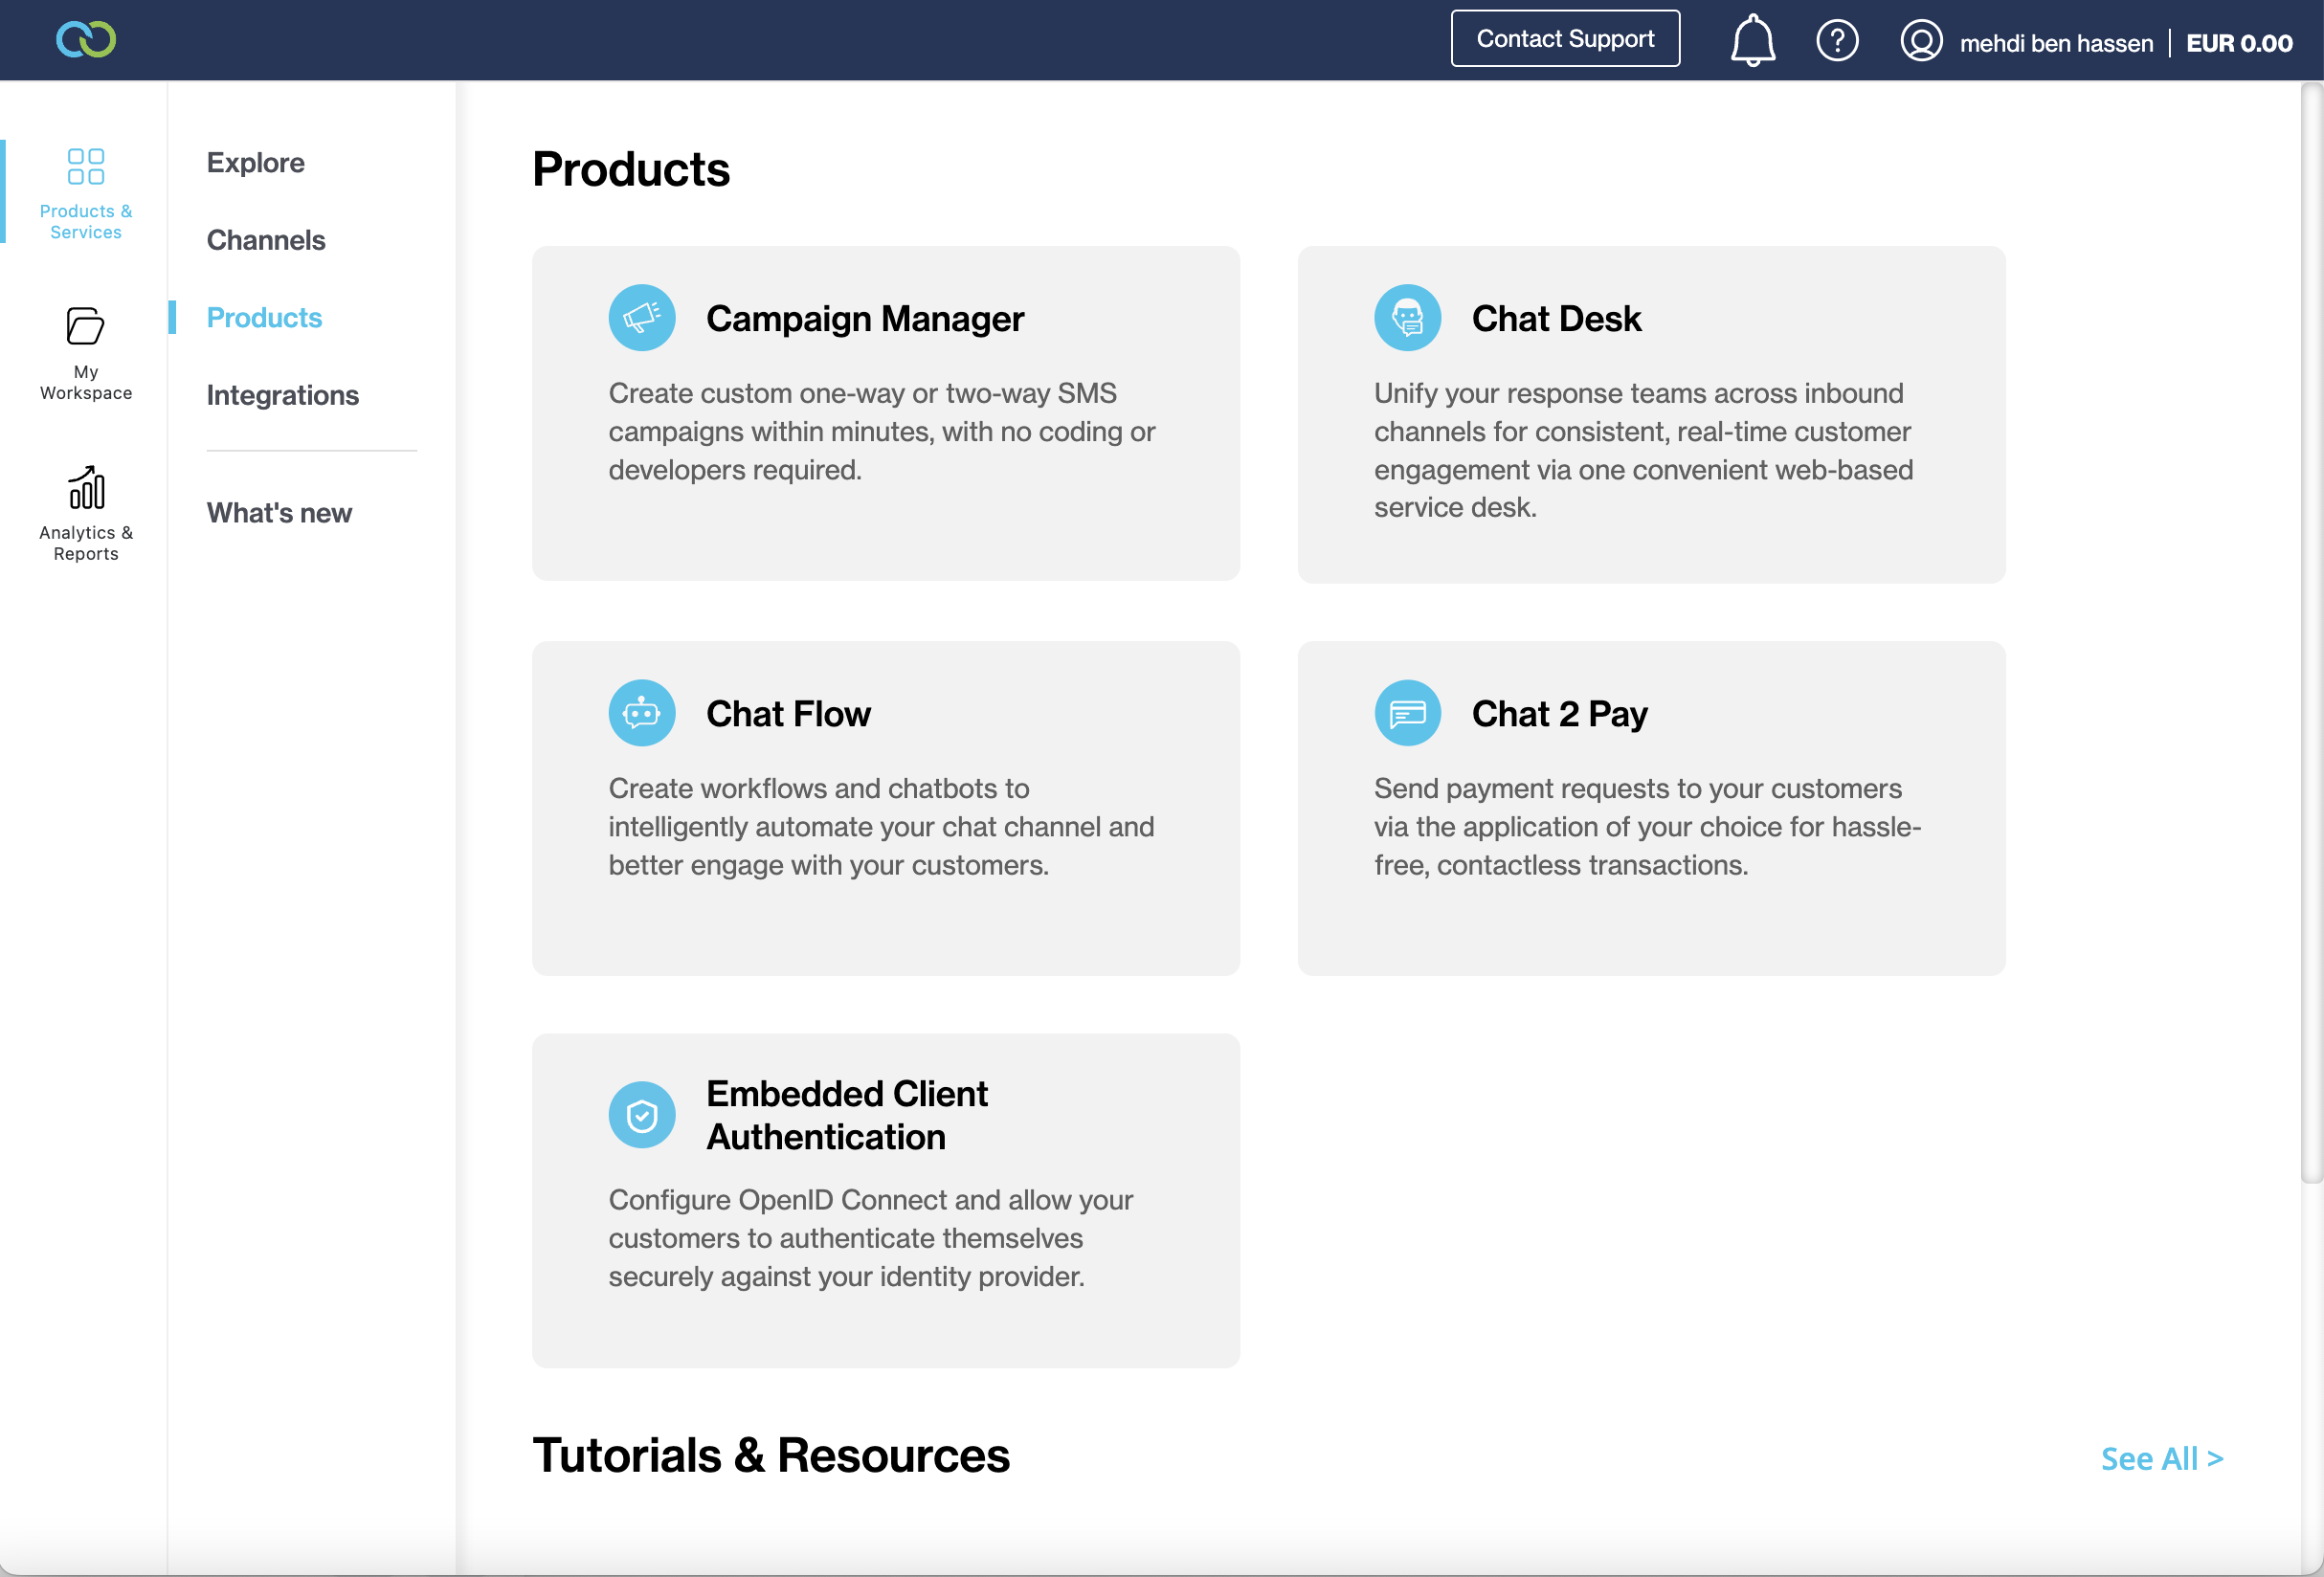 Contact Support
?
mehdi ben hassen
EUR 0.00
Products &
Services
My
Workspace
Analytics &
Reports
Explore
Channels
Products
Integrations
What's new
Products
Campaign Manager
Create custom one-way or two-way SMS
campaigns within minutes, with no coding or
developers required.
Chat Desk
Unify your response teams across inbound
channels for consistent, real-time customer
engagement via one convenient web-based
service desk.
Chat Flow
Create workflows and chatbots to
intelligently automate your chat channel and
better engage with your customers.
Chat 2 Pay
Send payment requests to your customers
via the application of your choice for hassle-
free, contactless transactions.
Embedded Client
Authentication
Configure OpenID Connect and allow your
customers to authenticate themselves
securely against your identity provider.
Tutorials & Resources
See All >